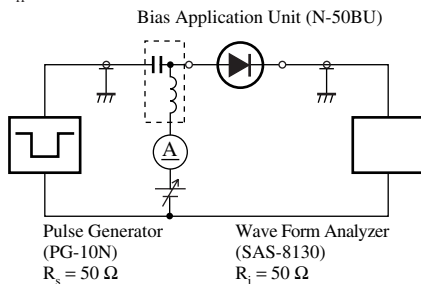 Bias Application Unit (N-50BU)
A
Pulse Generator
(PG-10N)
Rs = 50 Ω
Wave Form Analyzer
(SAS-8130)
Ri = 50 Ω